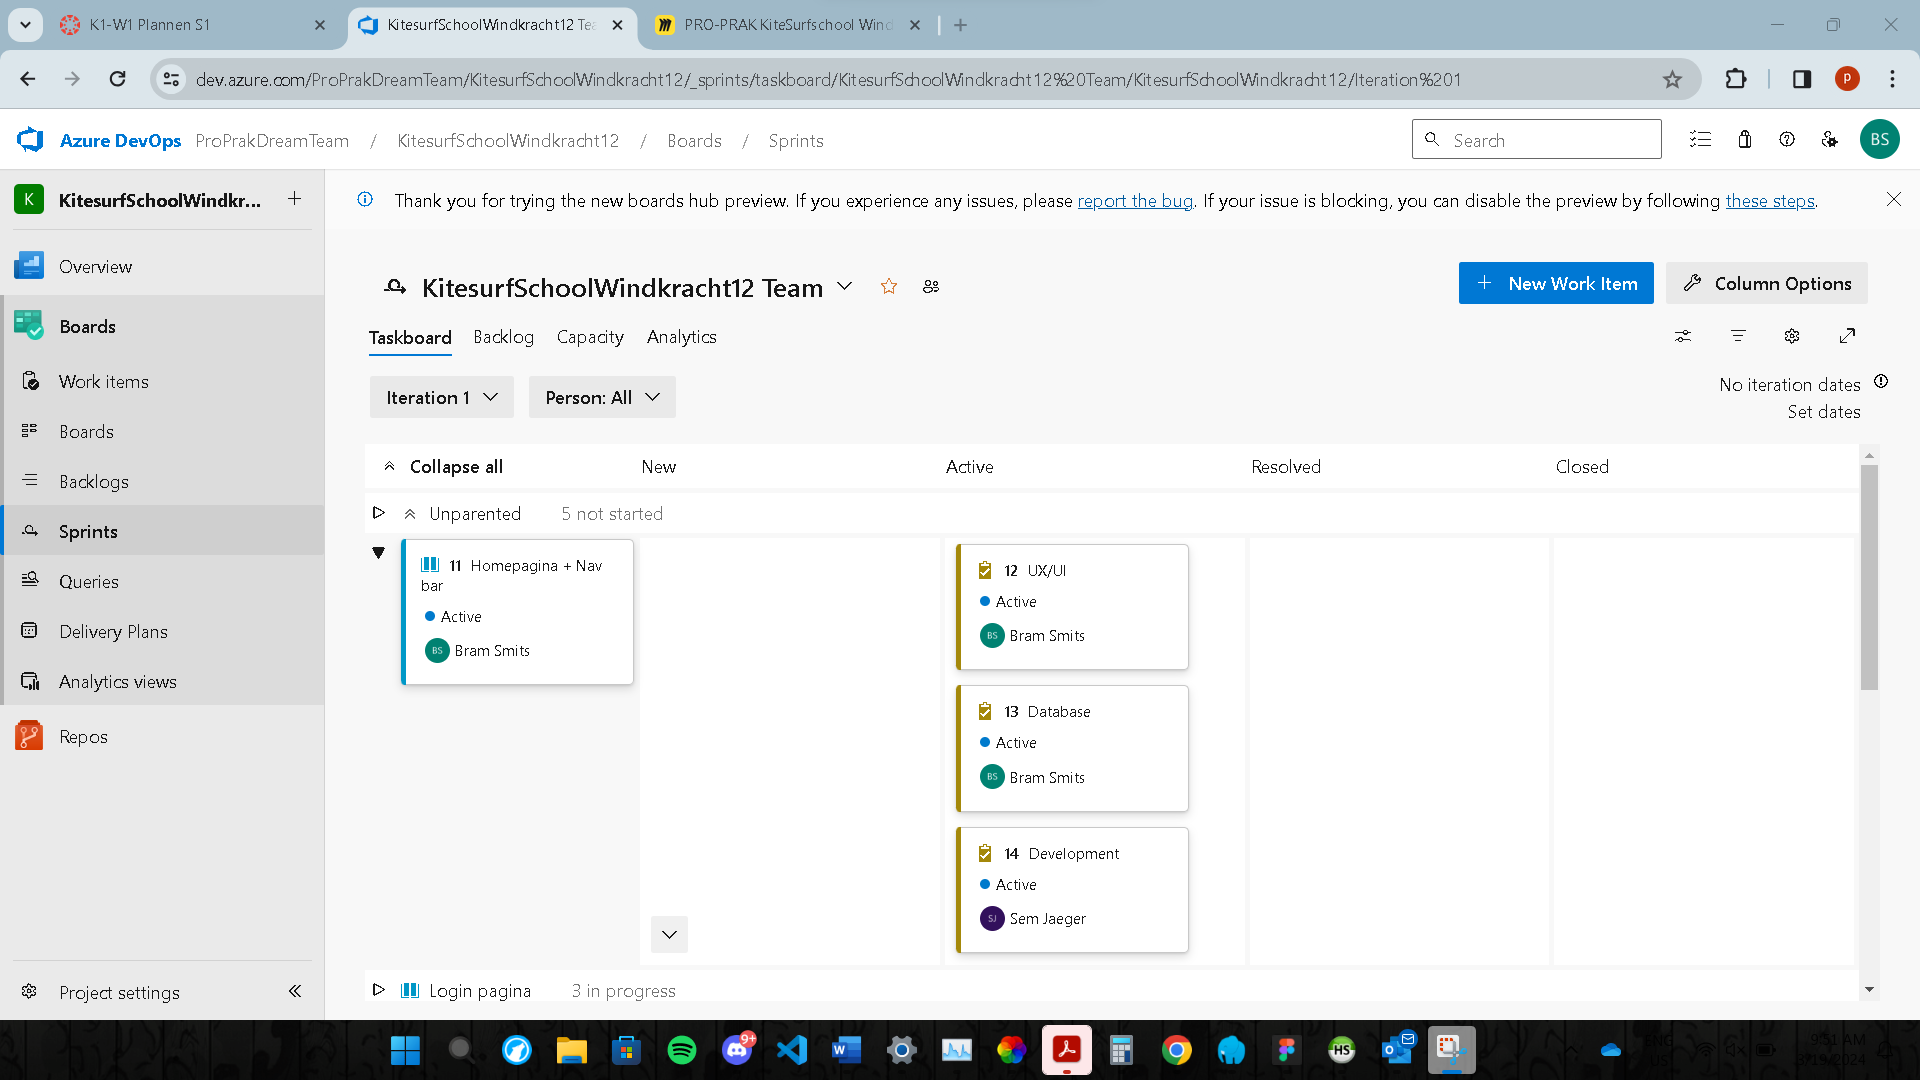 K1-W1 Plannen S1
KitesurfSchoolWindkracht12 Te
PRO-PRAK KiteSurfschool Wind
dev.azure.com/ProPrakDreamTeam/KitesurfSchoolWindkracht12/_sprints/taskboard/KitesurfSchoolWindkracht12%20Team/KitesurfSchoolWindkracht12/Iteration%201
P
Azure DevOps ProPrakDreamTeam / KitesurfSchoolWindkracht12 / Boards / Sprints
Search
BS
K KitesurfSchoolWindkr...
Thank you for trying the new boards hub preview. If you experience any issues, please report the bug. If your issue is blocking, you can disable the preview by following these steps.
Overview
Boards
Work items
Boards
Backlogs
Sprints
Queries
Delivery Plans
Analytics views
Repos
Project settings
KitesurfSchoolWindkracht12 Team
New Work Item
Column Options
Taskboard Backlog Capacity Analytics
Iteration 1
Person: All
No iteration dates
Set dates
Collapse all New Active Resolved Closed
Unparented 5 not started
11 Homepagina + Nav
bar
Active
BS Bram Smits
12 UX/UI
Active
BS Bram Smits
13 Database
Active
BS Bram Smits
14 Development
Active
SJ Sem Jaeger
Login pagina 3 in progress
9+
HS
ENG
US
9:51 AM